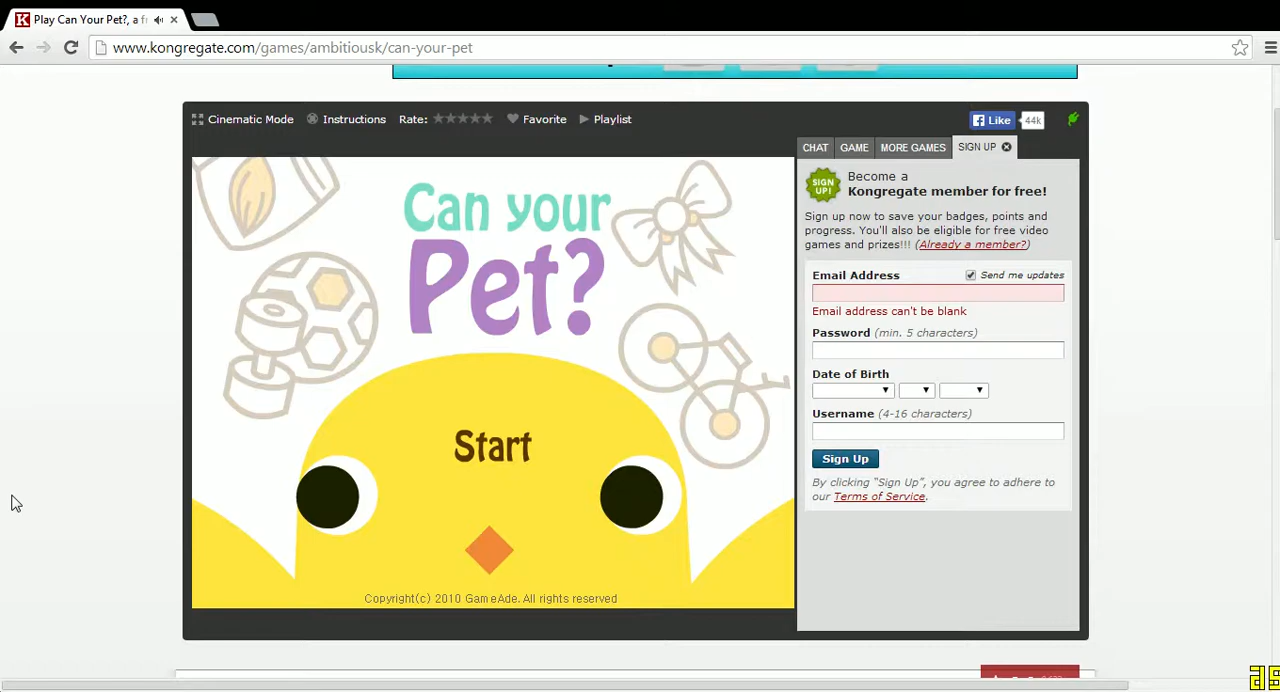 Play Can Your Pet?, a f
www.kongregate.com/games/ambitiousk/can-your-pet
Cinematic Mode Instructions Rate: Favorite Playlist
Like 44k
CHAT GAME MORE GAMES SIGN UP
Can your
Pet?
Start
Copyright(c) 2010 GameAde. All rights reserved
SIGN UP!
Become a
Kongregate member for free!
Sign up now to save your badges, points and
progress. You'll also be eligible for free video
games and prizes!!! (Already a member?)
Email Address Send me updates
Email address can't be blank
Password (min. 5 characters)
Date of Birth
Username (4-16 characters)
Sign Up
By clicking "Sign Up", you agree to adhere to
our Terms of Service.